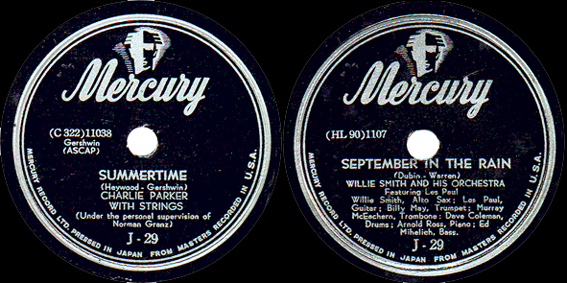 Mercury
(C 322)11038
Gershwin
(ASCAP)
SUMMERTIME
(Heywood - Gershwin)
CHARLIE PARKER
WITH STRINGS
(Under the personal supervision of
Norman Granz)
J - 29
MERCURY RECORD LTD. PRESSED IN JAPAN FROM MASTERS RECORDED IN U.S.A.
Mercury
(HL 90)1107
SEPTEMBER IN THE RAIN
(Dubin - Warren)
WILLIE SMITH AND HIS ORCHESTRA
Featuring Les Paul
Willie Smith, Alto Sax; Les Paul,
Guitar; Billy May, Trumpet; Murray
McEachern, Trombone; Dave Coleman,
Drums; Arnold Ross, Piano; Ed
Mihelich, Bass.
J - 29
MERCURY RECORD LTD. PRESSED IN JAPAN FROM MASTERS RECORDED IN U.S.A.